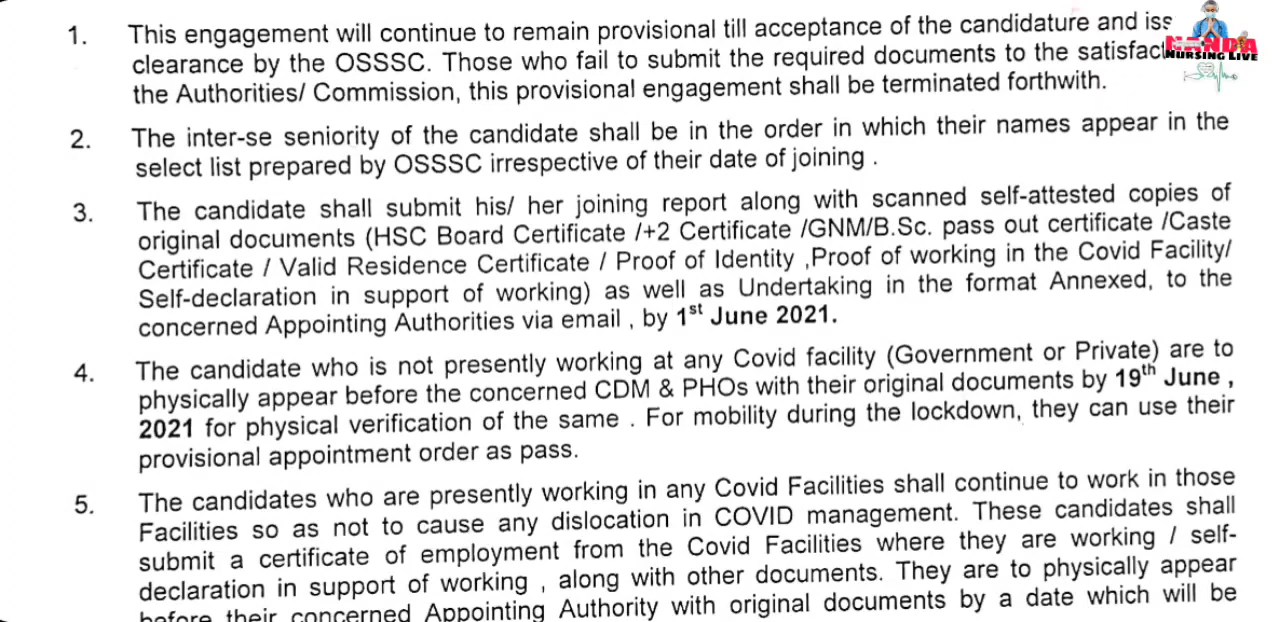 1. This engagement will continue to remain provisional till acceptance of the candidature and iss
clearance by the OSSSC. Those who fail to submit the required documents to the
the Authorities/ Commission, this provisional engagement shall be terminated forthwith.
2. The inter-se seniority of the candidate shall be in the order in which their names appear in the
select list prepared by OSSSC irrespective of their date of joining .
3. The candidate shall submit his/ her joining report along with scanned self-attested copies of
original documents (HSC Board Certificate /+2 Certificate /GNM/B.Sc. pass out certificate /Caste
Certificate / Valid Residence Certificate / Proof of Identity ,Proof of working in the Covid Facility/
Self-declaration in support of working) as well as Undertaking in the format Annexed, to the
concerned Appointing Authorities via email , by 1st June 2021.
4. The candidate who is not presently working at any Covid facility (Government or Private) are to
physically appear before the concerned CDM & PHOs with their original documents by 19th June ,
2021 for physical verification of the same . For mobility during the lockdown, they can use their
provisional appointment order as pass.
5. The candidates who are presently working in any Covid Facilities shall continue to work in those
Facilities so as not to cause any dislocation in COVID management. These candidates shall
submit a certificate of employment from the Covid Facilities where they are working / self-
declaration in support of working , along with other documents. They are to physically appear
before their concerned Appointing Authority with original documents by a date which will be
NANDA
NURSING LIVE